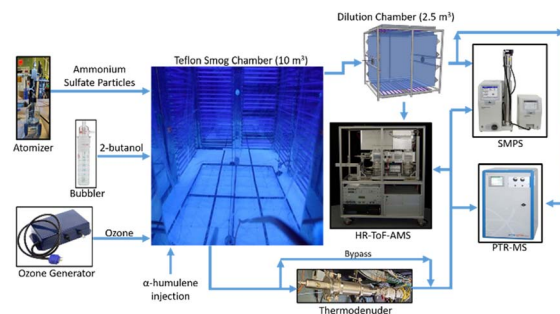 Dilution Chamber (2.5 m³)
Teflon Smog Chamber (10 m³)
Ammonium
Sulfate Particles
Atomizer
SMPS
2-butanol
Bubbler
HR-ToF-AMS
Ozone
Ozone Generator
PTR-MS
α-humulene
injection
Bypass
Thermodenuder